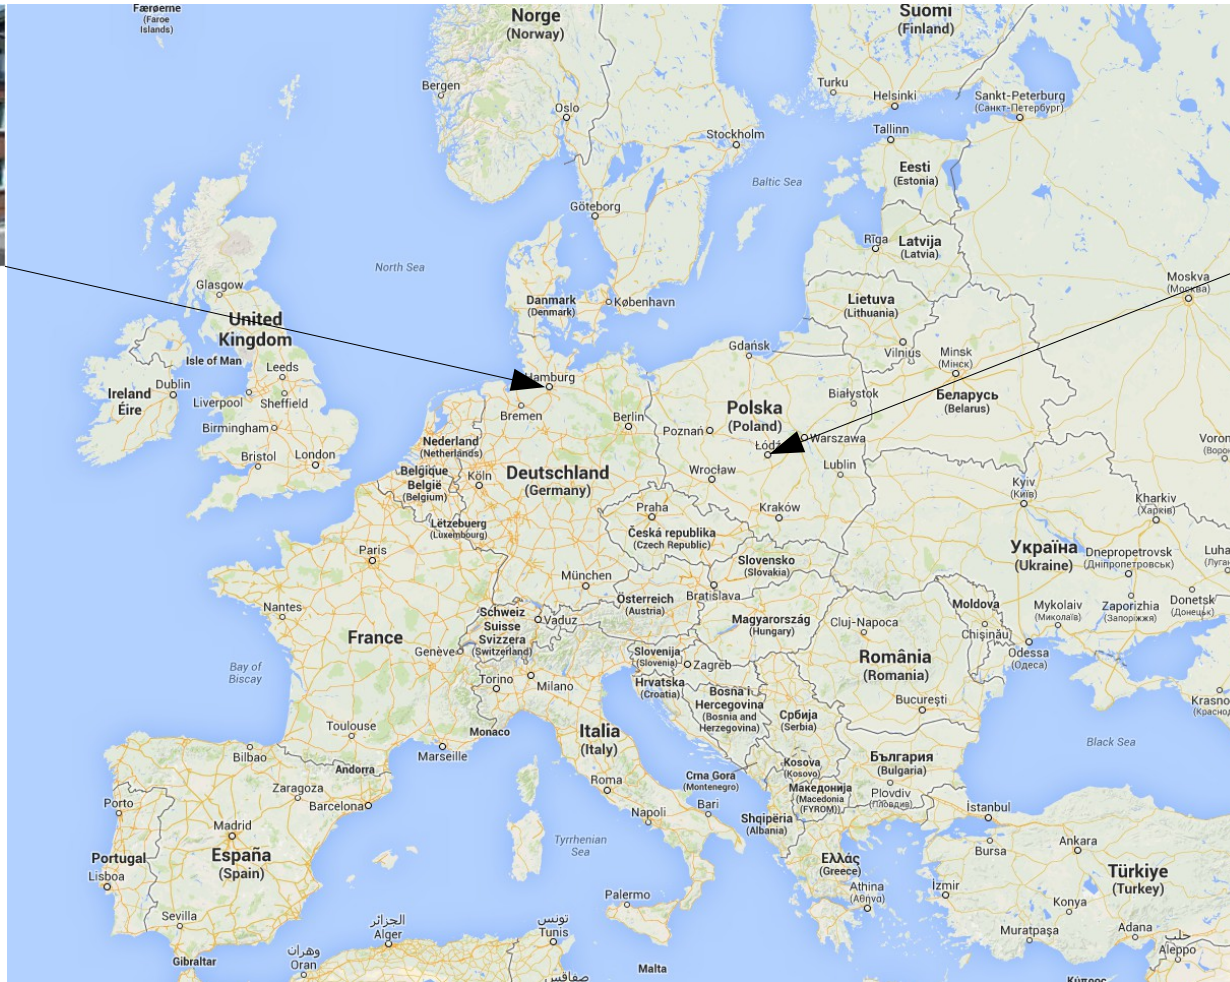 Færøerne
(Faroe
Islands)
Norge
(Norway)
Suomi
(Finland)
Bergen
Oslo
Turku
Helsinki
Sankt-Peterburg
(Санкт-Петербург)
Stockholm
Tallinn
Eesti
(Estonia)
Baltic Sea
Göteborg
Rīga
Latvija
(Latvia)
North Sea
Moskva
(Москва)
Glasgow
Danmark
(Denmark)
København
Lietuva
(Lithuania)
United
Kingdom
Vilnius
Gdańsk
Minsk
(Мінск)
Isle of Man
Leeds
Hamburg
Dublin
Ireland
Éire
Liverpool
Sheffield
Bremen
Berlin
Polska
(Poland)
Białystok
Беларусь
(Belarus)
Birmingham
Poznań
Warszawa
Nederland
(Netherlands)
Bristol
London
Belgique
België
(Belgium)
Köln
Deutschland
(Germany)
Wrocław
Lublin
Kyiv
(Київ)
Kharkiv
(Харків)
Praha
Kraków
Lëtzebuerg
(Luxembourg)
Česká republika
(Czech Republic)
Paris
Україна
(Ukraine)
Dnepropetrovsk
(Дніпропетровськ)
Slovensko
(Slovakia)
München
Bratislava
Österreich
(Austria)
Nantes
Schweiz
Suisse
Svizzera
(Switzerland)
Vaduz
Magyarország
(Hungary)
Cluj-Napoca
Moldova
Chișinău
Mykolaiv
(Миколаїв)
Zaporizhia
(Запоріжжя)
Donetsk
(Донецьк)
France
Genève
Slovenija
(Slovenia)
Zagreb
România
(Romania)
Odessa
(Одеса)
Bay of
Biscay
Torino
Milano
Hrvatska
(Croatia)
Bosna i
Hercegovina
(Bosnia and
Herzegovina)
Србија
(Serbia)
București
Toulouse
Monaco
Italia
(Italy)
Black Sea
Bilbao
Marseille
Andorra
Kosova
(Kosovo)
България
(Bulgaria)
Zaragoza
Roma
Crna Gora
(Montenegro)
Македонија
(Macedonia
(FYROM))
Plovdiv
(Пловдив)
Porto
Barcelona
Napoli
Bari
Shqipëria
(Albania)
İstanbul
Madrid
Tyrrhenian
Sea
Bursa
Ankara
Portugal
España
(Spain)
Ελλάς
(Greece)
Türkiye
(Turkey)
Lisboa
Palermo
Athina
(Αθήνα)
İzmir
Konya
Sevilla
الجزائر
Alger
تونس
Tunis
Muratpaşa
Adana
حلب
Aleppo
Gibraltar
وهران
Oran
صفاقس
Malta